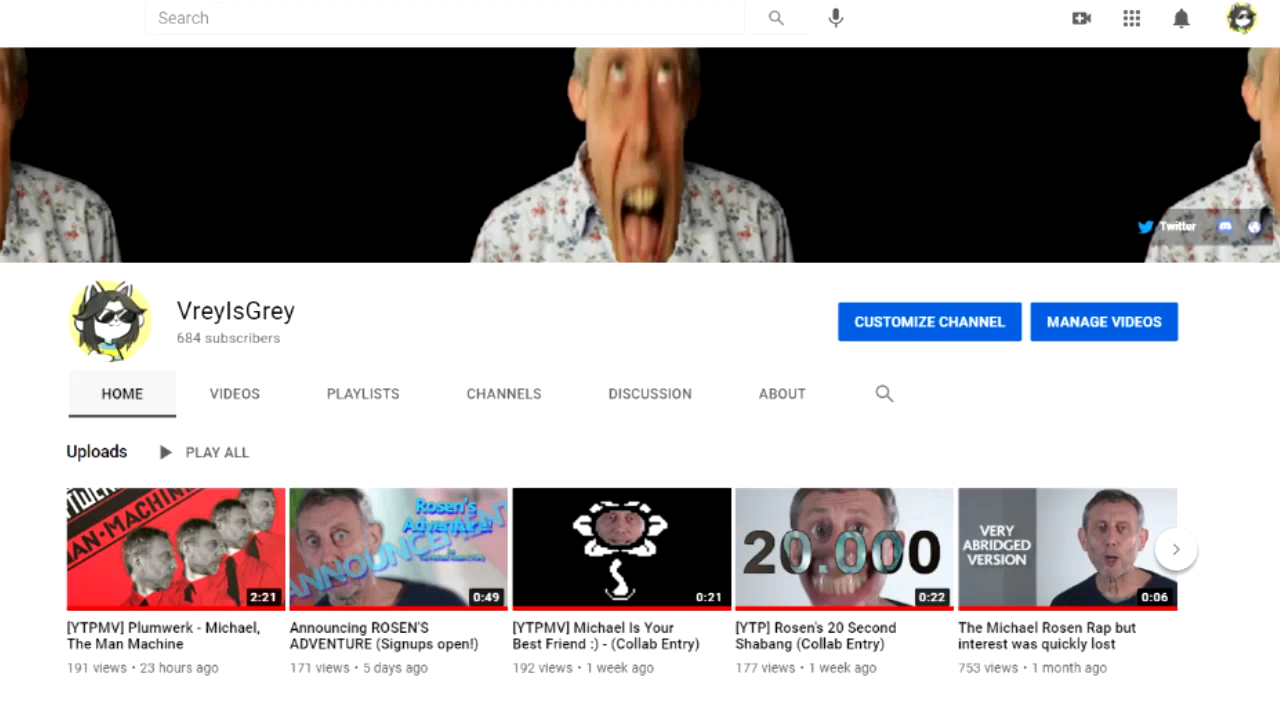 Search
Twitter
VreyIsGrey
684 subscribers
CUSTOMIZE CHANNEL
MANAGE VIDEOS
HOME
VIDEOS
PLAYLISTS
CHANNELS
DISCUSSION
ABOUT
Uploads
PLAY ALL
MAN-MACHINE
2:21
Rosen's
Adventure!
ANNOUNCEMENT
0:49
0:21
20.000
0:22
VERY
ABRIDGED
VERSION
0:06
[YTPMV] Plumwerk - Michael,
The Man Machine
191 views • 23 hours ago
Announcing ROSEN'S
ADVENTURE (Signups open!)
171 views • 5 days ago
[YTPMV] Michael Is Your
Best Friend :) - (Collab Entry)
192 views • 1 week ago
[YTP] Rosen's 20 Second
Shabang (Collab Entry)
177 views • 1 week ago
The Michael Rosen Rap but
interest was quickly lost
753 views • 1 month ago